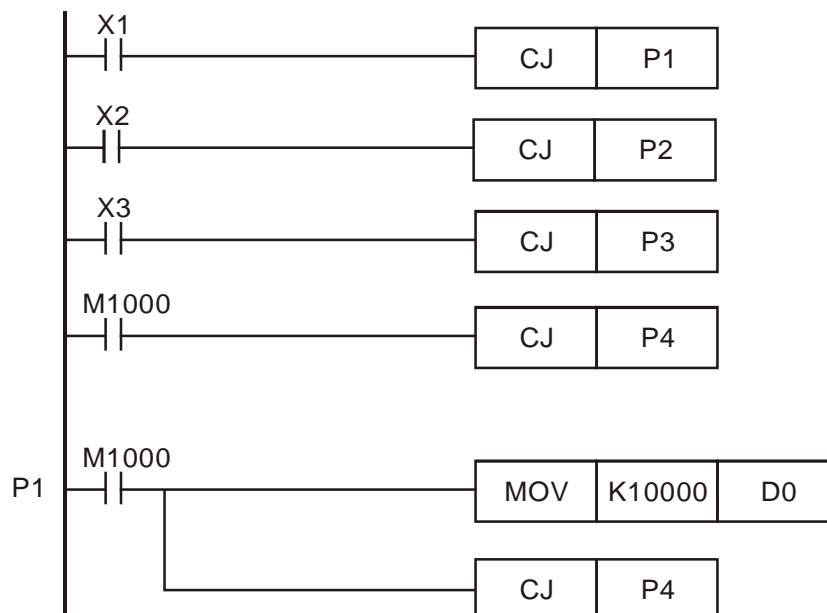 X1
CJ P1
X2
CJ P2
X3
CJ P3
M1000
CJ P4
M1000
P1 MOV K10000 D0
CJ P4